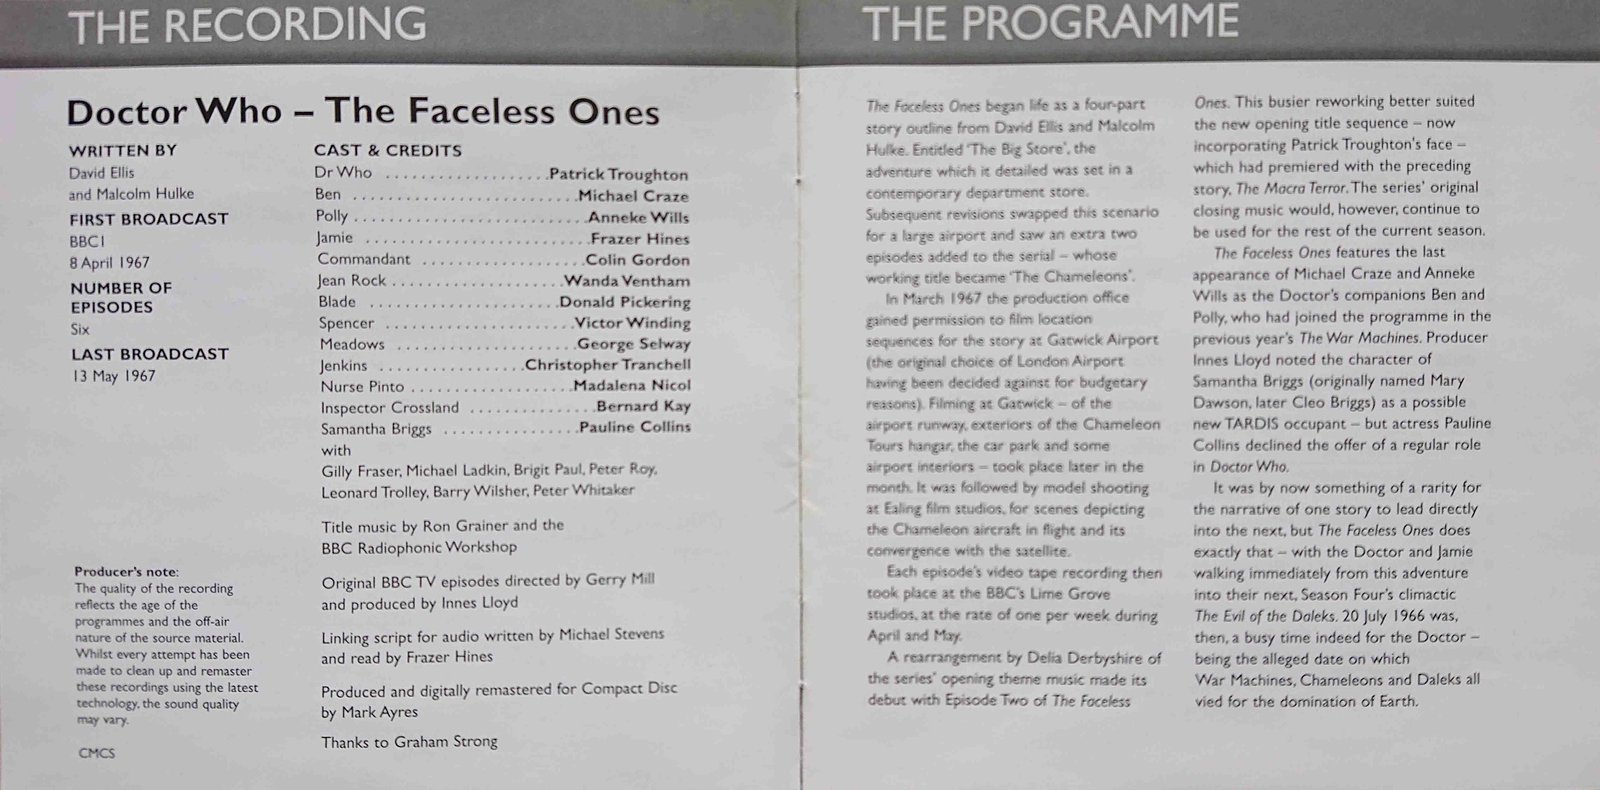 THE RECORDING
Doctor Who – The Faceless Ones
WRITTEN BY
David Ellis
and Malcolm Hulke
FIRST BROADCAST
BBC1
8 April 1967
NUMBER OF
EPISODES
Six
LAST BROADCAST
13 May 1967
Producer's note:
The quality of the recording
reflects the age of the
programmes and the off-air
nature of the source material.
Whilst every attempt has been
made to clean up and remaster
these recordings using the latest
technology, the sound quality
may vary.
CMCS
CAST & CREDITS
Dr Who ...................Patrick Troughton
Ben ..........................Michael Craze
Polly ...........................Anneke Wills
Jamie ..........................Frazer Hines
Commandant ...................Colin Gordon
Jean Rock ....................Wanda Ventham
Blade ......................Donald Pickering
Spencer ......................Victor Winding
Meadows .....................George Selway
Jenkins .................Christopher Tranchell
Nurse Pinto ...................Madalena Nicol
Inspector Crossland ...............Bernard Kay
Samantha Briggs ................Pauline Collins
with
Gilly Fraser, Michael Ladkin, Brigit Paul, Peter Roy,
Leonard Trolley, Barry Wilsher, Peter Whitaker
Title music by Ron Grainer and the
BBC Radiophonic Workshop
Original BBC TV episodes directed by Gerry Mill
and produced by Innes Lloyd
Linking script for audio written by Michael Stevens
and read by Frazer Hines
Produced and digitally remastered for Compact Disc
by Mark Ayres
Thanks to Graham Strong
THE PROGRAMME
The Faceless Ones began life as a four-part
story outline from David Ellis and Malcolm
Hulke. Entitled 'The Big Store', the
adventure which it detailed was set in a
contemporary department store.
Subsequent revisions swapped this scenario
for a large airport and saw an extra two
episodes added to the serial – whose
working title became 'The Chameleons'.
In March 1967 the production office
gained permission to film location
sequences for the story at Gatwick Airport
(the original choice of London Airport
having been decided against for budgetary
reasons). Filming at Gatwick – of the
airport runway, exteriors of the Chameleon
Tours hangar, the car park and some
airport interiors – took place later in the
month. It was followed by model shooting
at Ealing film studios, for scenes depicting
the Chameleon aircraft in flight and its
convergence with the satellite.
Each episode's video tape recording then
took place at the BBC's Lime Grove
studios, at the rate of one per week during
April and May.
A rearrangement by Delia Derbyshire of
the series' opening theme music made its
debut with Episode Two of The Faceless
Ones. This busier reworking better suited
the new opening title sequence – now
incorporating Patrick Troughton's face –
which had premiered with the preceding
story, The Macra Terror. The series' original
closing music would, however, continue to
be used for the rest of the current season.
The Faceless Ones features the last
appearance of Michael Craze and Anneke
Wills as the Doctor's companions Ben and
Polly, who had joined the programme in the
previous year's The War Machines. Producer
Innes Lloyd noted the character of
Samantha Briggs (originally named Mary
Dawson, later Cleo Briggs) as a possible
new TARDIS occupant – but actress Pauline
Collins declined the offer of a regular role
in Doctor Who.
It was by now something of a rarity for
the narrative of one story to lead directly
into the next, but The Faceless Ones does
exactly that – with the Doctor and Jamie
walking immediately from this adventure
into their next, Season Four's climactic
The Evil of the Daleks. 20 July 1966 was,
then, a busy time indeed for the Doctor –
being the alleged date on which
War Machines, Chameleons and Daleks all
vied for the domination of Earth.